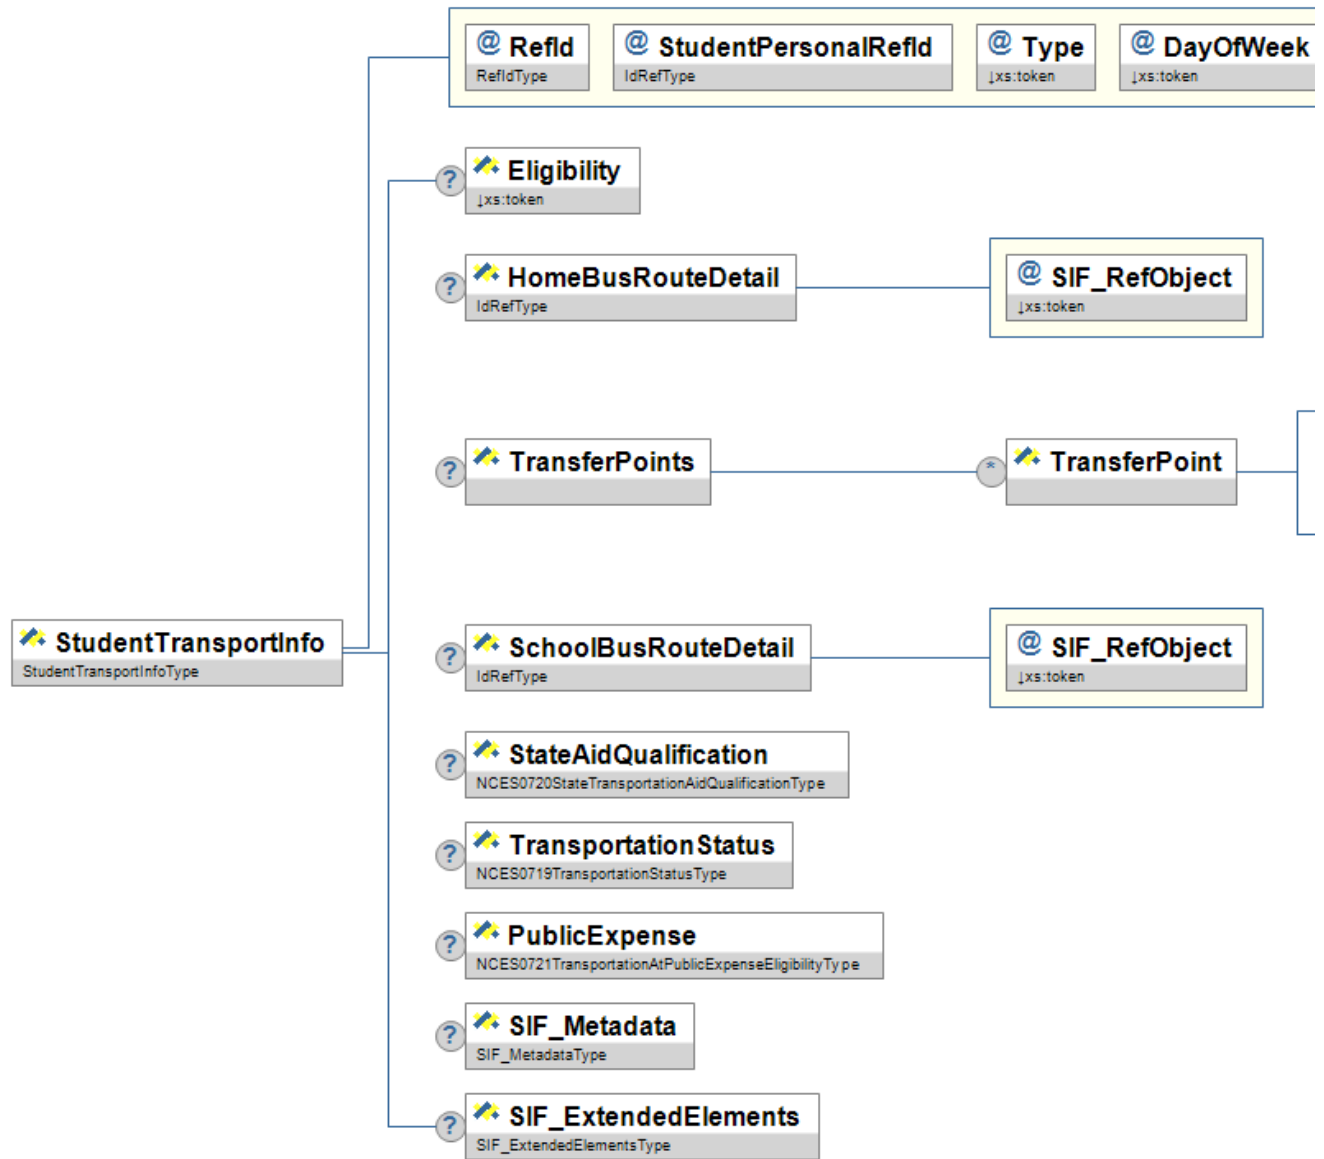 @ RefId
RefIdType
@ StudentPersonalRefId
IdRefType
@ Type
↓xs:token
@ DayOfWeek
↓xs:token
? Eligibility
↓xs:token
? HomeBusRouteDetail
IdRefType
@ SIF_RefObject
↓xs:token
? TransferPoints
* TransferPoint
StudentTransportInfo
StudentTransportInfoType
? SchoolBusRouteDetail
IdRefType
@ SIF_RefObject
↓xs:token
? StateAidQualification
NCES0720StateTransportationAidQualificationType
? TransportationStatus
NCES0719TransportationStatusType
? PublicExpense
NCES0721TransportationAtPublicExpenseEligibilityType
? SIF_Metadata
SIF_MetadataType
? SIF_ExtendedElements
SIF_ExtendedElementsType